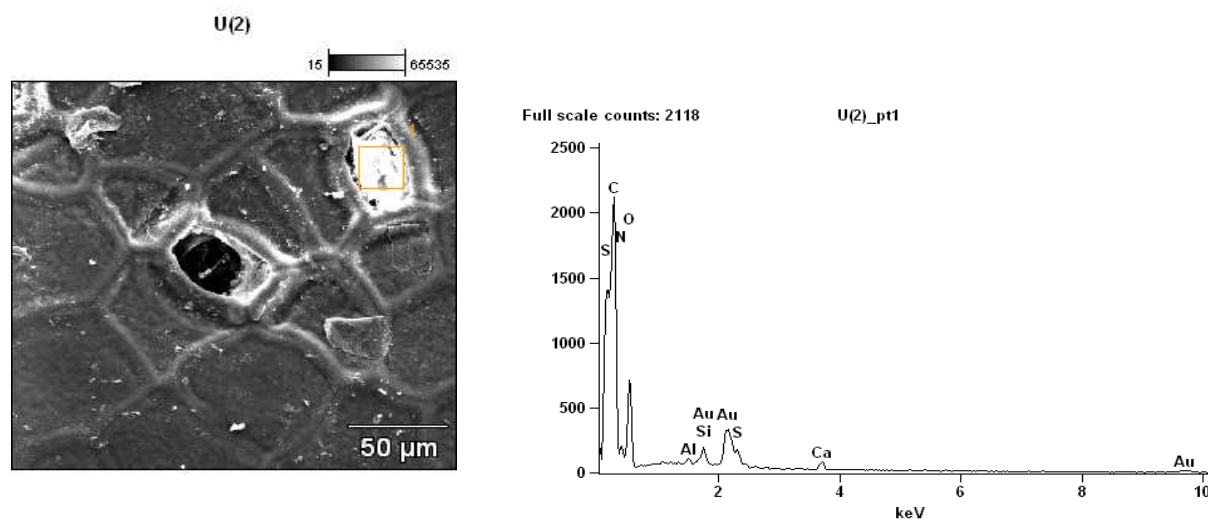 U(2)
15 65535
1
50 µm
Full scale counts: 2118 U(2)_pt1
2500
2000
1500
1000
500
0
C
O
S N
Au Au
Si S
Al
Ca
Au
2 4 6 8 10
keV